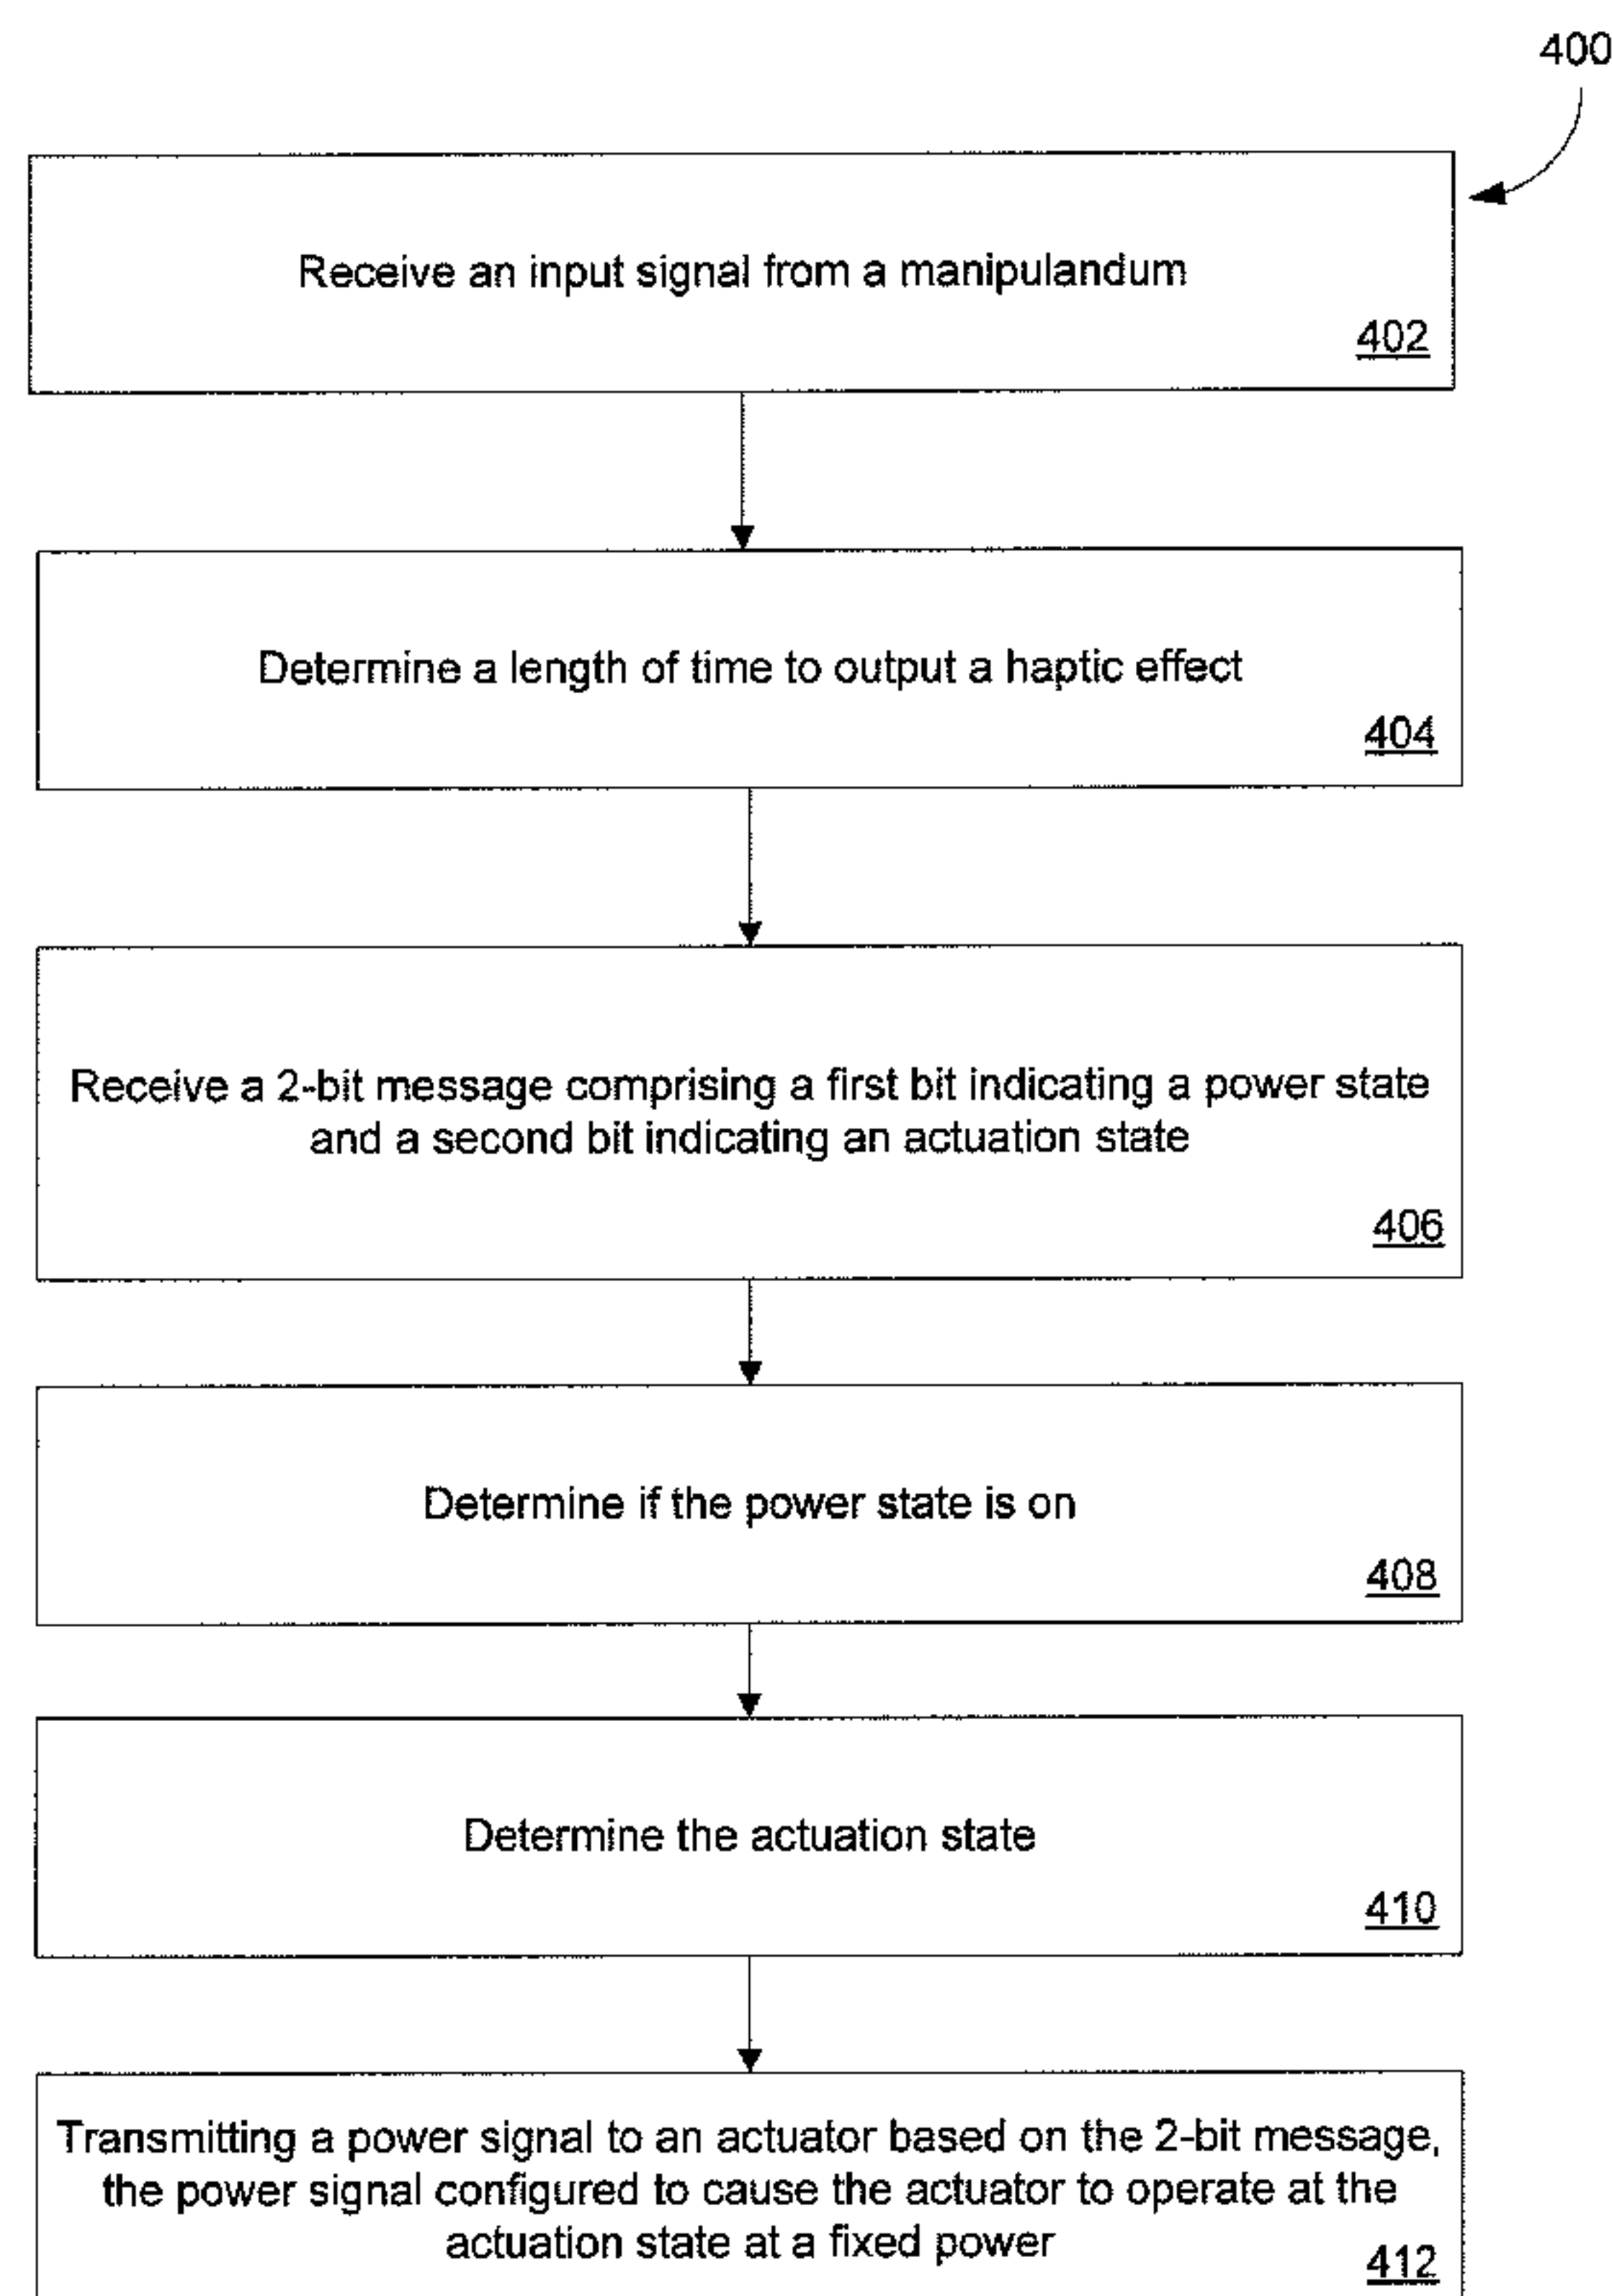 400
Receive an input signal from a manipulandum
402
Determine a length of time to output a haptic effect
404
Receive a 2-bit message comprising a first bit indicating a power state
and a second bit indicating an actuation state
406
Determine if the power state is on
408
Determine the actuation state
410
Transmitting a power signal to an actuator based on the 2-bit message,
the power signal configured to cause the actuator to operate at the
actuation state at a fixed power
412